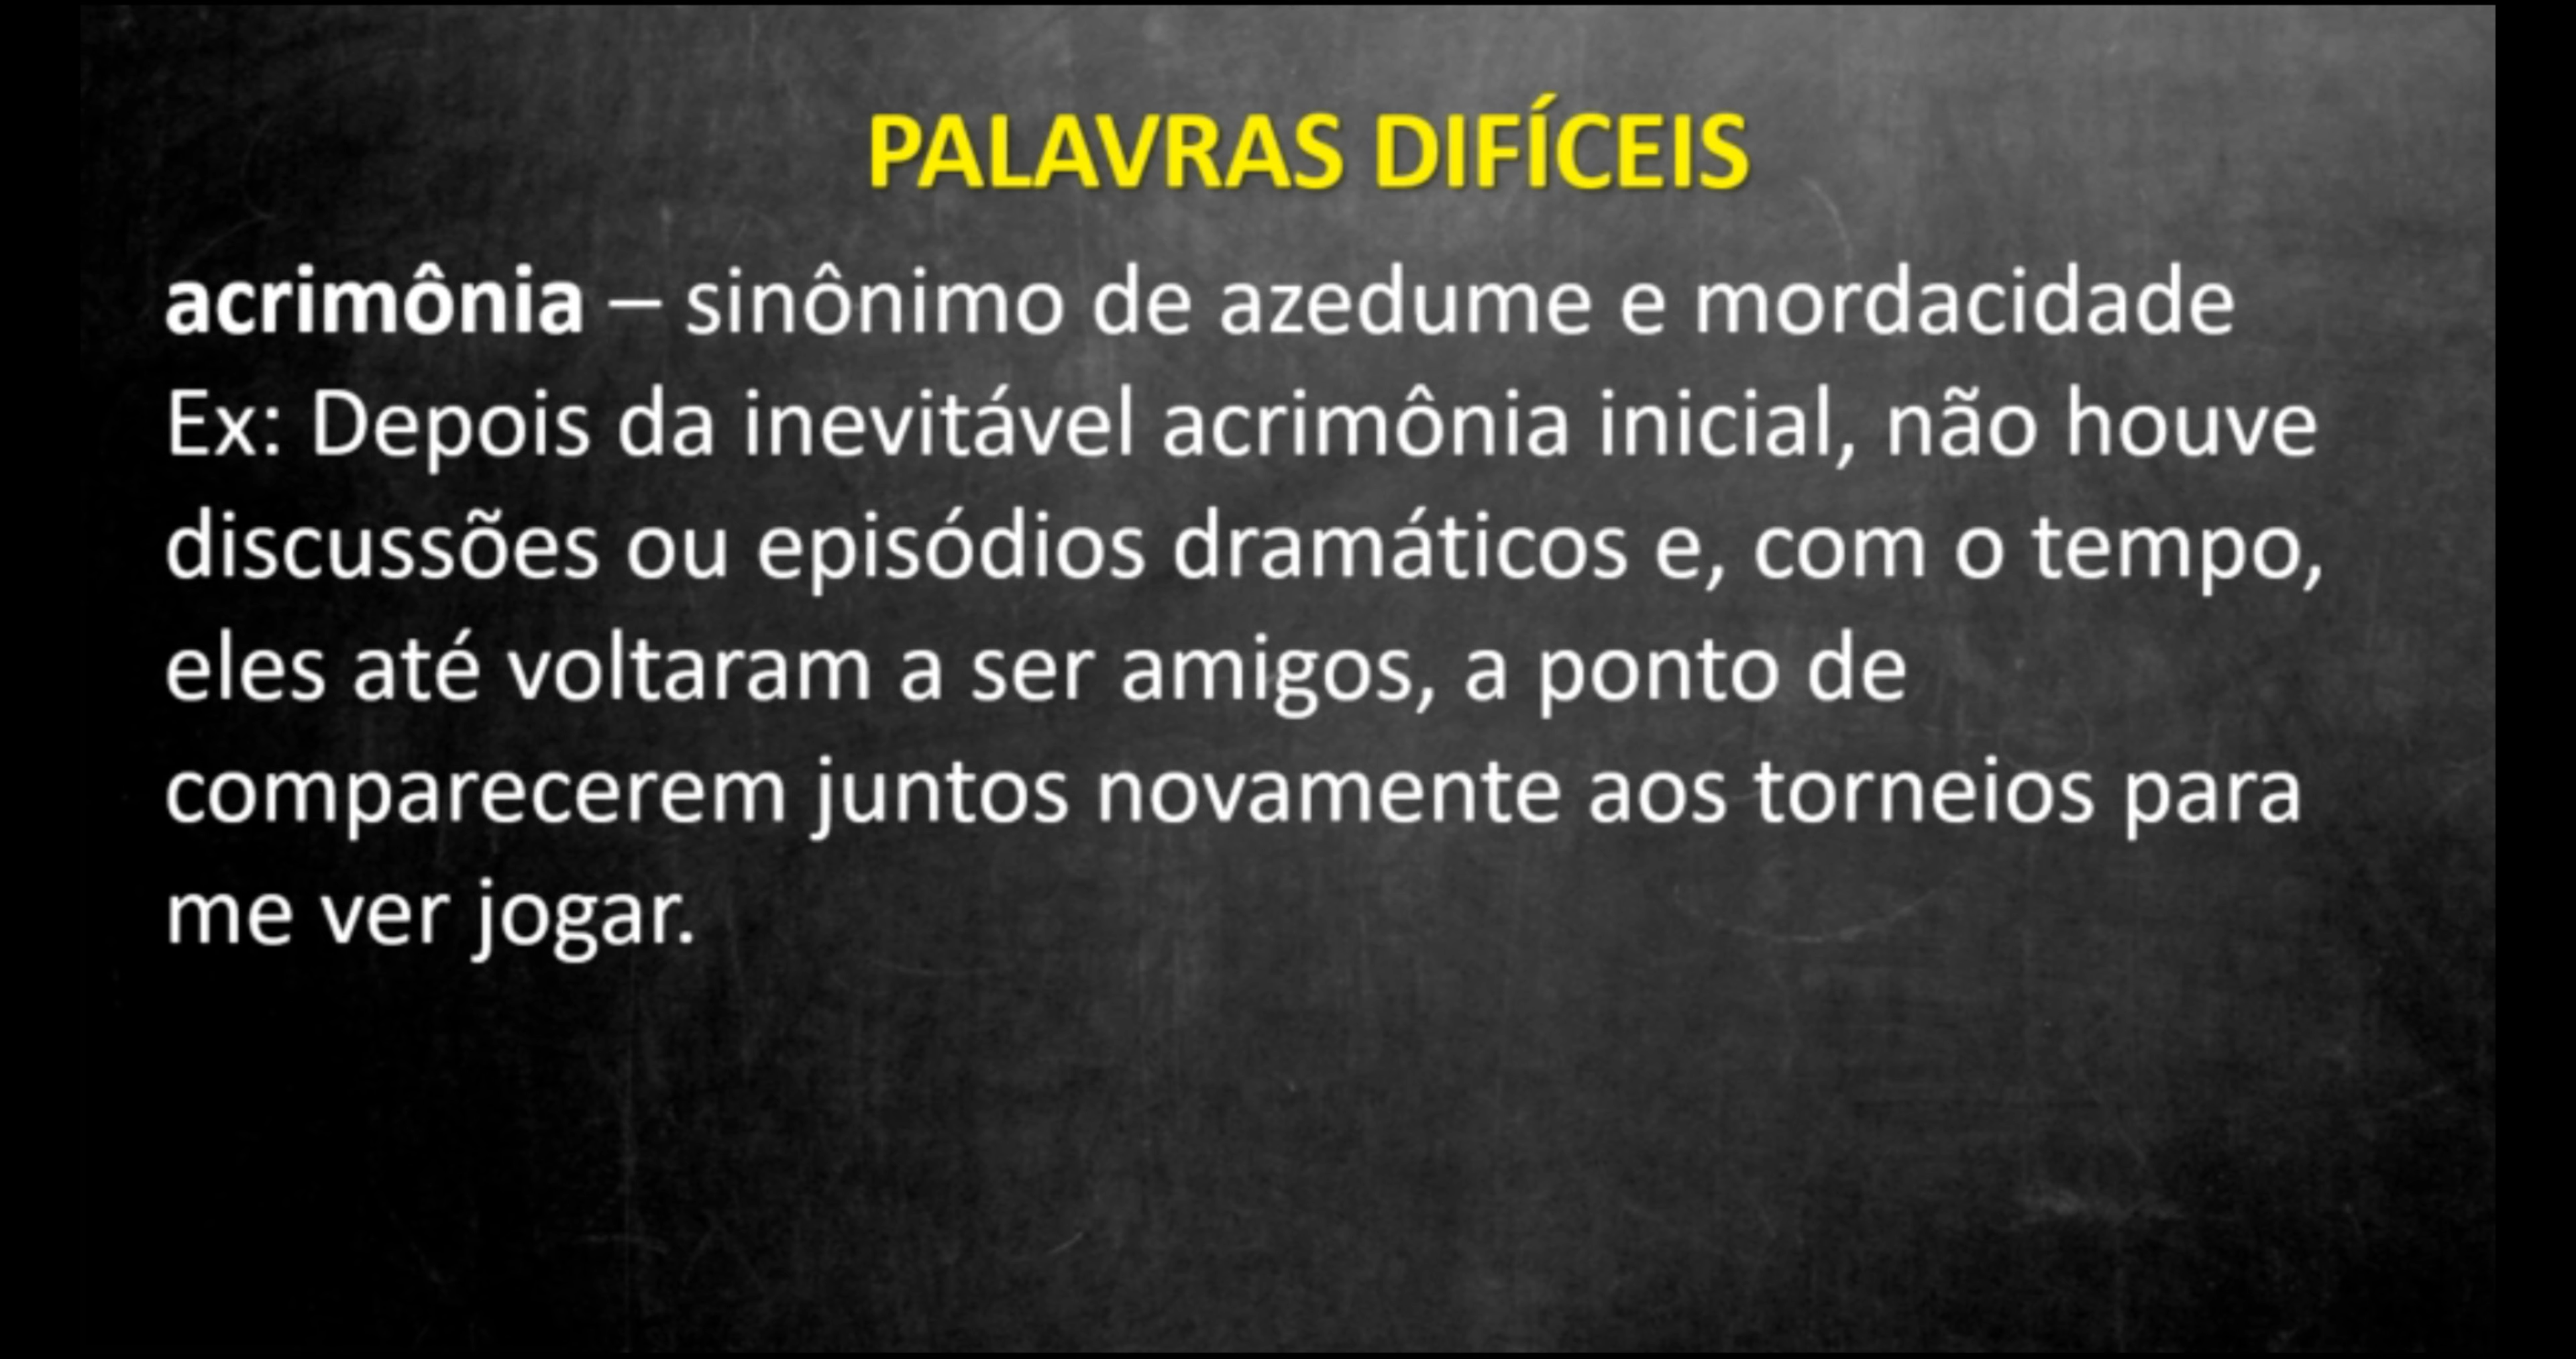 PALAVRAS DIFÍCEIS
acrimônia – sinônimo de azedume e mordacidade
Ex: Depois da inevitável acrimônia inicial, não houve
discussões ou episódios dramáticos e, com o tempo,
eles até voltaram a ser amigos, a ponto de
comparecerem juntos novamente aos torneios para
me ver jogar.